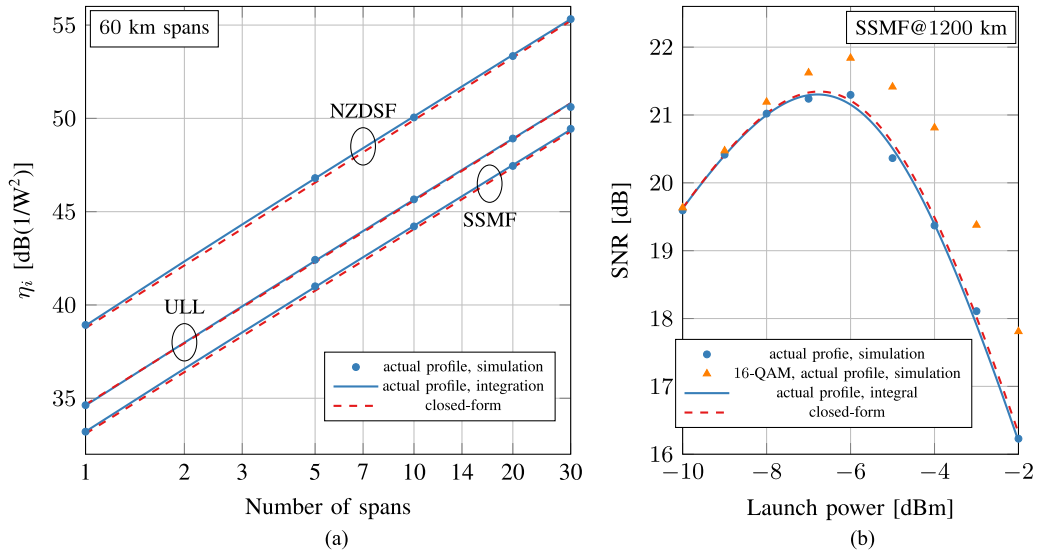 60 km spans
55
50
45
40
35
η_i [dB(1/W²)]
NZDSF
SSMF
ULL
actual profile, simulation
actual profile, integration
closed-form
1 2 3 5 7 10 14 20 30
Number of spans
(a)
SSMF@1200 km
22
21
20
19
18
17
16
SNR [dB]
actual profie, simulation
16-QAM, actual profile, simulation
actual profile, integral
closed-form
−10 −8 −6 −4 −2
Launch power [dBm]
(b)